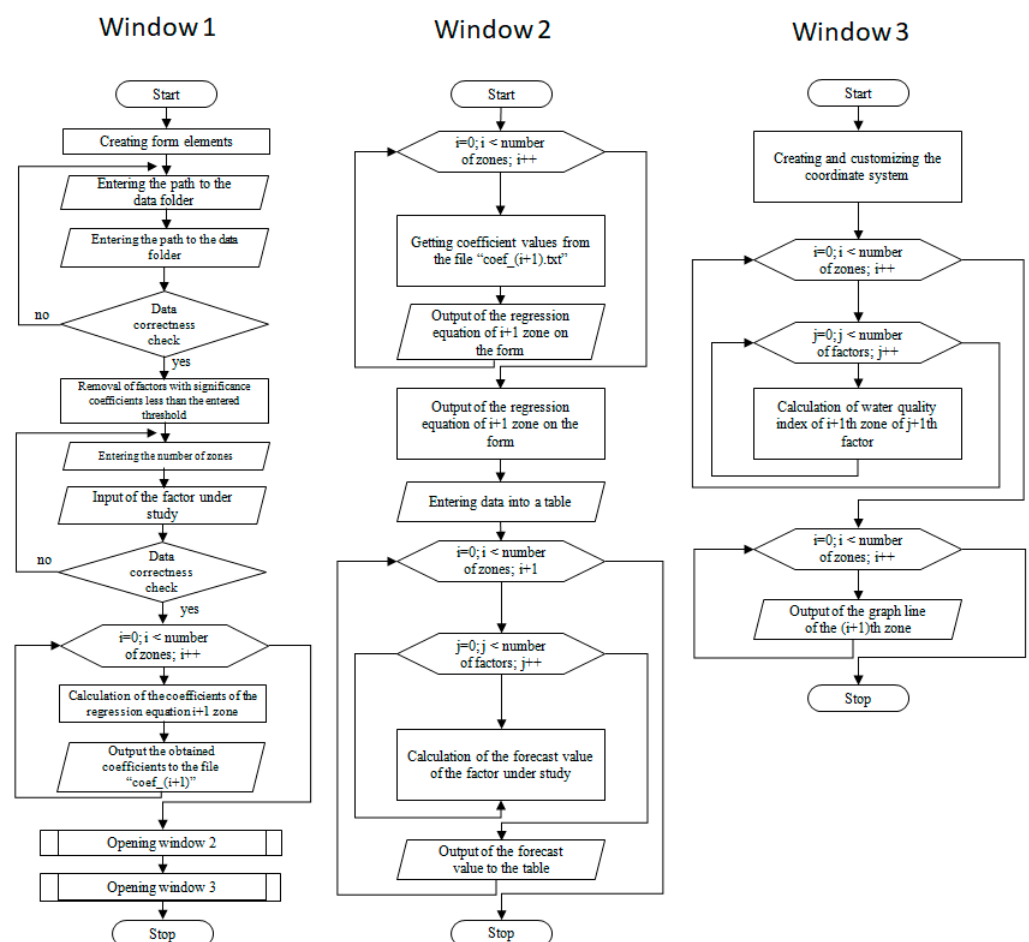 Window 1
Start
Creating form elements
Entering the path to the
data folder
Entering the path to the data
folder
no
Data
correctness
check
yes
Removal of factors with significance
coefficients less than the entered
threshold
Entering the number of zones
Input of the factor under
study
no
Data
correctness
check
yes
i=0; i < number
of zones; i++
Calculation of the coefficients of the
regression equation i+1 zone
Output the obtained
coefficients to the file
“coef_(i+1)”
Opening window 2
Opening window 3
Stop
Window 2
Start
i=0; i < number
of zones; i++
Getting coefficient values from
the file “coef_(i+1).txt”
Output of the regression
equation of i+1 zone on
the form
Output of the regression
equation of i+1 zone on the
form
Entering data into a table
i=0; i < number
of zones; i+1
j=0; j < number
of factors; j++
Calculation of the forecast value
of the factor under study
Output of the forecast
value to the table
Stop
Window 3
Start
Creating and customizing the
coordinate system
i=0; i < number
of zones; i++
j=0; j < number
of factors; j++
Calculation of water quality
index of i+1th zone of j+1th
factor
i=0; i < number
of zones; i++
Output of the graph line
of the (i+1)th zone
Stop